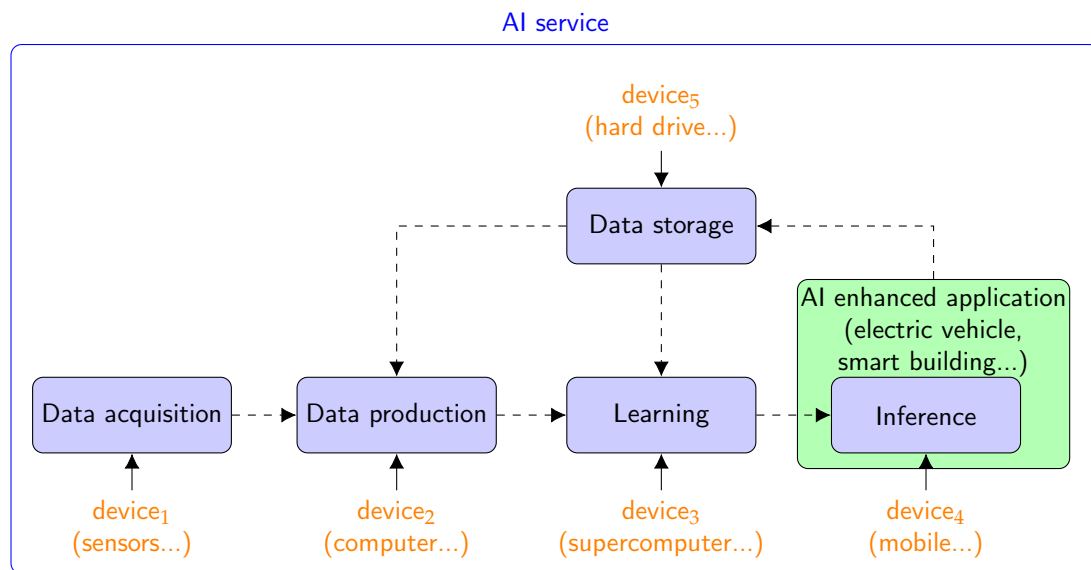 AI service
device5
(hard drive...)
Data storage
AI enhanced application
(electric vehicle,
smart building...)
Data acquisition
Data production
Learning
Inference
device1
(sensors...)
device2
(computer...)
device3
(supercomputer...)
device4
(mobile...)